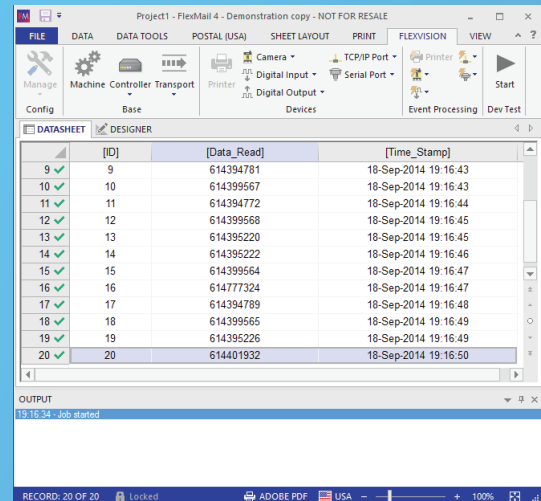 Project1 - FlexMail 4 - Demonstration copy - NOT FOR RESALE
FILE DATA DATA TOOLS POSTAL (USA) SHEET LAYOUT PRINT FLEXVISION VIEW
Manage Machine Controller Transport Printer Camera TCP/IP Port Printer Start
Digital Input Serial Port
Digital Output
Config Base Devices Event Processing Dev Test
DATASHEET DESIGNER
[ID] [Data_Read] [Time_Stamp]
9 9 614394781 18-Sep-2014 19:16:43
10 10 614399567 18-Sep-2014 19:16:43
11 11 614394772 18-Sep-2014 19:16:44
12 12 614399568 18-Sep-2014 19:16:45
13 13 614395220 18-Sep-2014 19:16:45
14 14 614395222 18-Sep-2014 19:16:46
15 15 614399564 18-Sep-2014 19:16:47
16 16 614777324 18-Sep-2014 19:16:47
17 17 614394789 18-Sep-2014 19:16:48
18 18 614399565 18-Sep-2014 19:16:49
19 19 614395226 18-Sep-2014 19:16:49
20 20 614401932 18-Sep-2014 19:16:50
OUTPUT
19:16:34 - Job started
RECORD: 20 OF 20 Locked ADOBE PDF USA 100%